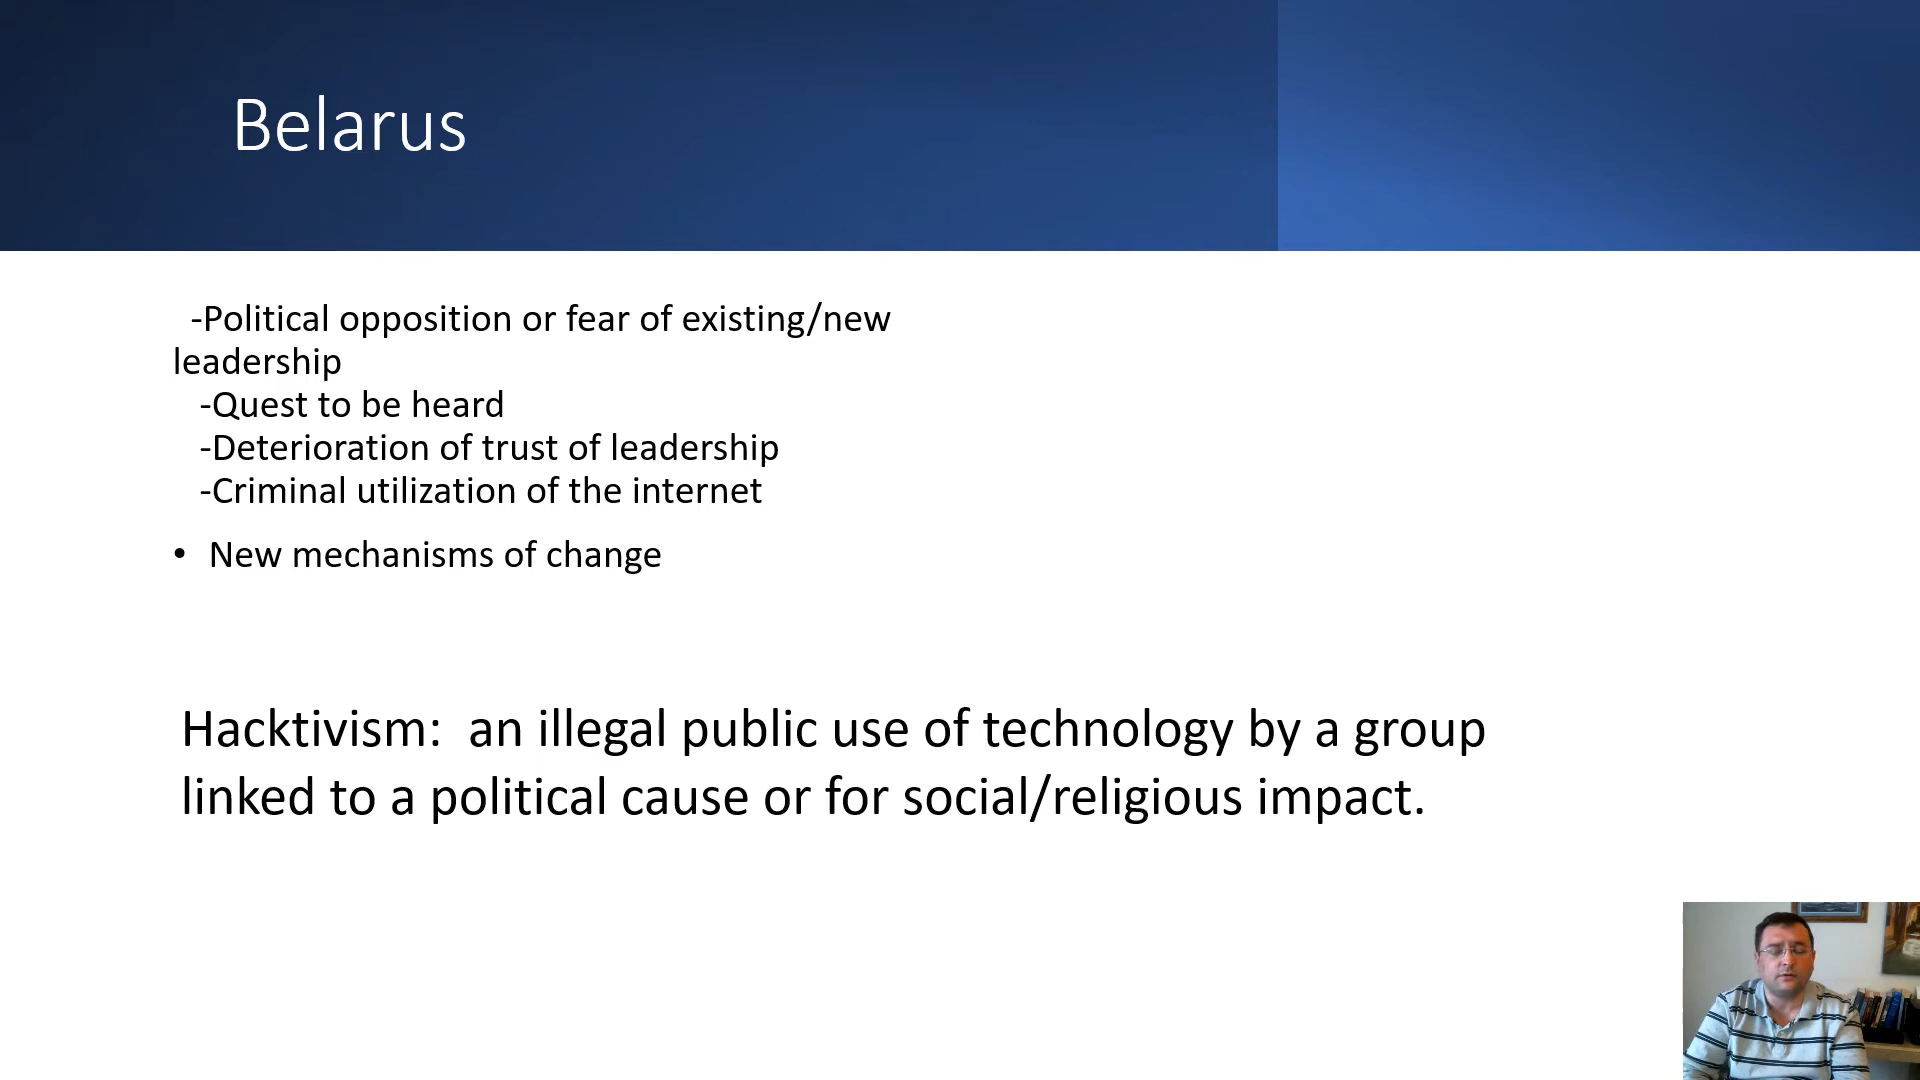 Belarus
-Political opposition or fear of existing/new
leadership
-Quest to be heard
-Deterioration of trust of leadership
-Criminal utilization of the internet
• New mechanisms of change
Hacktivism:  an illegal public use of technology by a group
linked to a political cause or for social/religious impact.